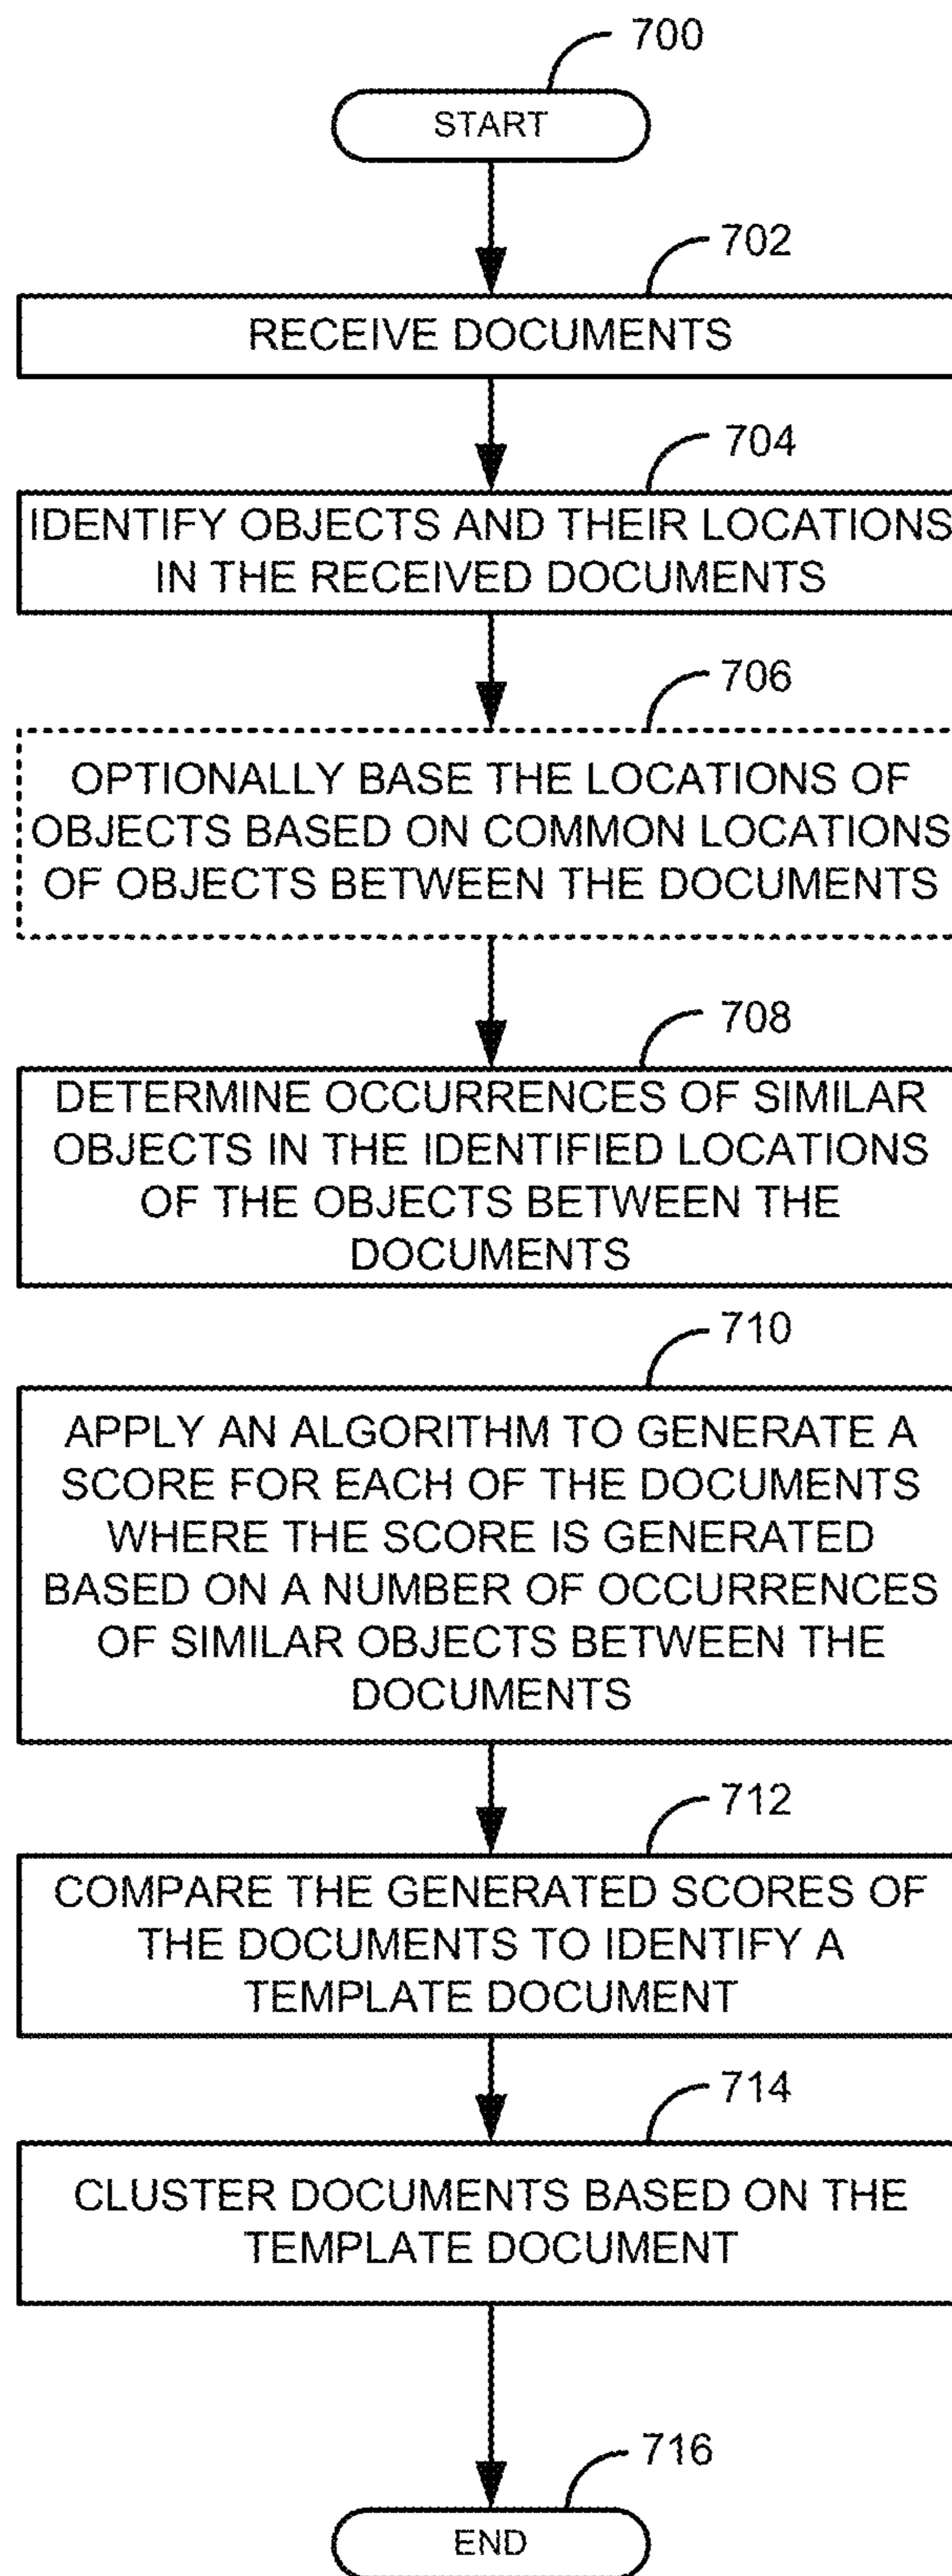 700
START
702
RECEIVE DOCUMENTS
704
IDENTIFY OBJECTS AND THEIR LOCATIONS
IN THE RECEIVED DOCUMENTS
706
OPTIONALLY BASE THE LOCATIONS OF
OBJECTS BASED ON COMMON LOCATIONS
OF OBJECTS BETWEEN THE DOCUMENTS
708
DETERMINE OCCURRENCES OF SIMILAR
OBJECTS IN THE IDENTIFIED LOCATIONS
OF THE OBJECTS BETWEEN THE
DOCUMENTS
710
APPLY AN ALGORITHM TO GENERATE A
SCORE FOR EACH OF THE DOCUMENTS
WHERE THE SCORE IS GENERATED
BASED ON A NUMBER OF OCCURRENCES
OF SIMILAR OBJECTS BETWEEN THE
DOCUMENTS
712
COMPARE THE GENERATED SCORES OF
THE DOCUMENTS TO IDENTIFY A
TEMPLATE DOCUMENT
714
CLUSTER DOCUMENTS BASED ON THE
TEMPLATE DOCUMENT
716
END